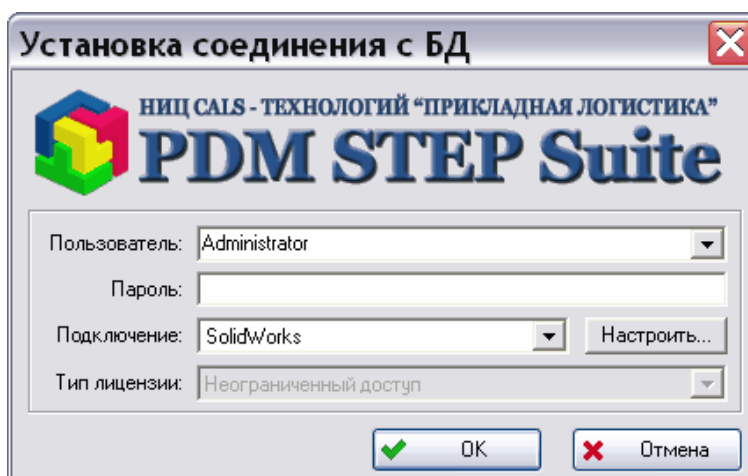 Установка соединения с БД
НИЦ CALS - ТЕХНОЛОГИЙ “ПРИКЛАДНАЯ ЛОГИСТИКА”
PDM STEP Suite
Пользователь: Administrator
Пароль:
Подключение: SolidWorks Настроить...
Тип лицензии: Неограниченный доступ
OK Отмена